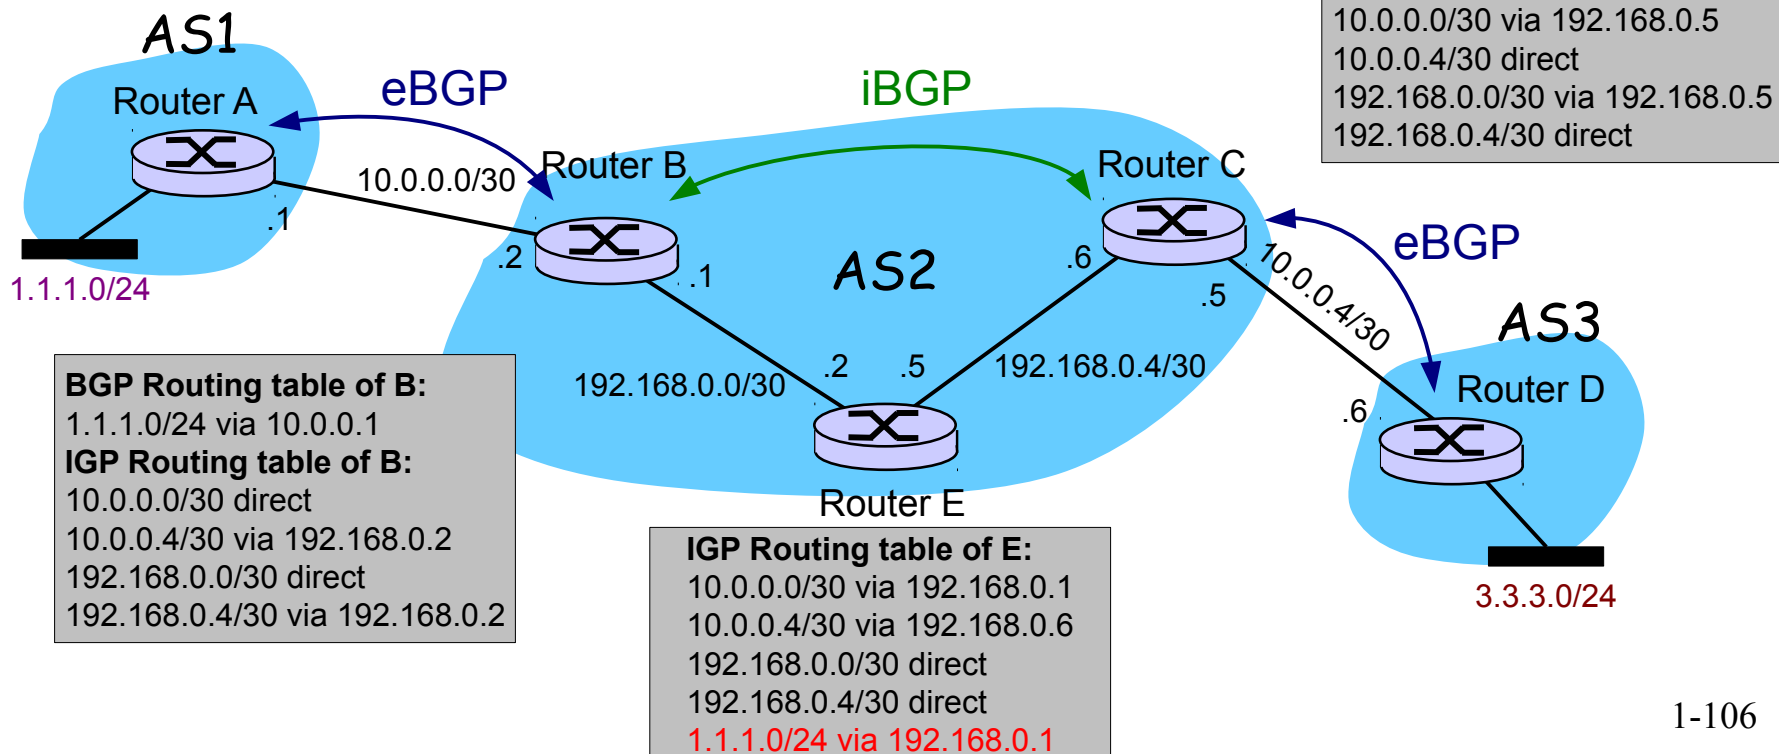 AS1
Router A
eBGP
10.0.0.0/30
.1
1.1.1.0/24
iBGP
Router B
.2
.1
AS2
Router C
.6
.5
10.0.0.0/30 via 192.168.0.5
10.0.0.4/30 direct
192.168.0.0/30 via 192.168.0.5
192.168.0.4/30 direct
eBGP
10.0.0.4/30
AS3
Router D
.6
3.3.3.0/24
192.168.0.0/30
.2
.5
192.168.0.4/30
Router E
BGP Routing table of B:
1.1.1.0/24 via 10.0.0.1
IGP Routing table of B:
10.0.0.0/30 direct
10.0.0.4/30 via 192.168.0.2
192.168.0.0/30 direct
192.168.0.4/30 via 192.168.0.2
IGP Routing table of E:
10.0.0.0/30 via 192.168.0.1
10.0.0.4/30 via 192.168.0.6
192.168.0.0/30 direct
192.168.0.4/30 direct
1.1.1.0/24 via 192.168.0.1
1-106